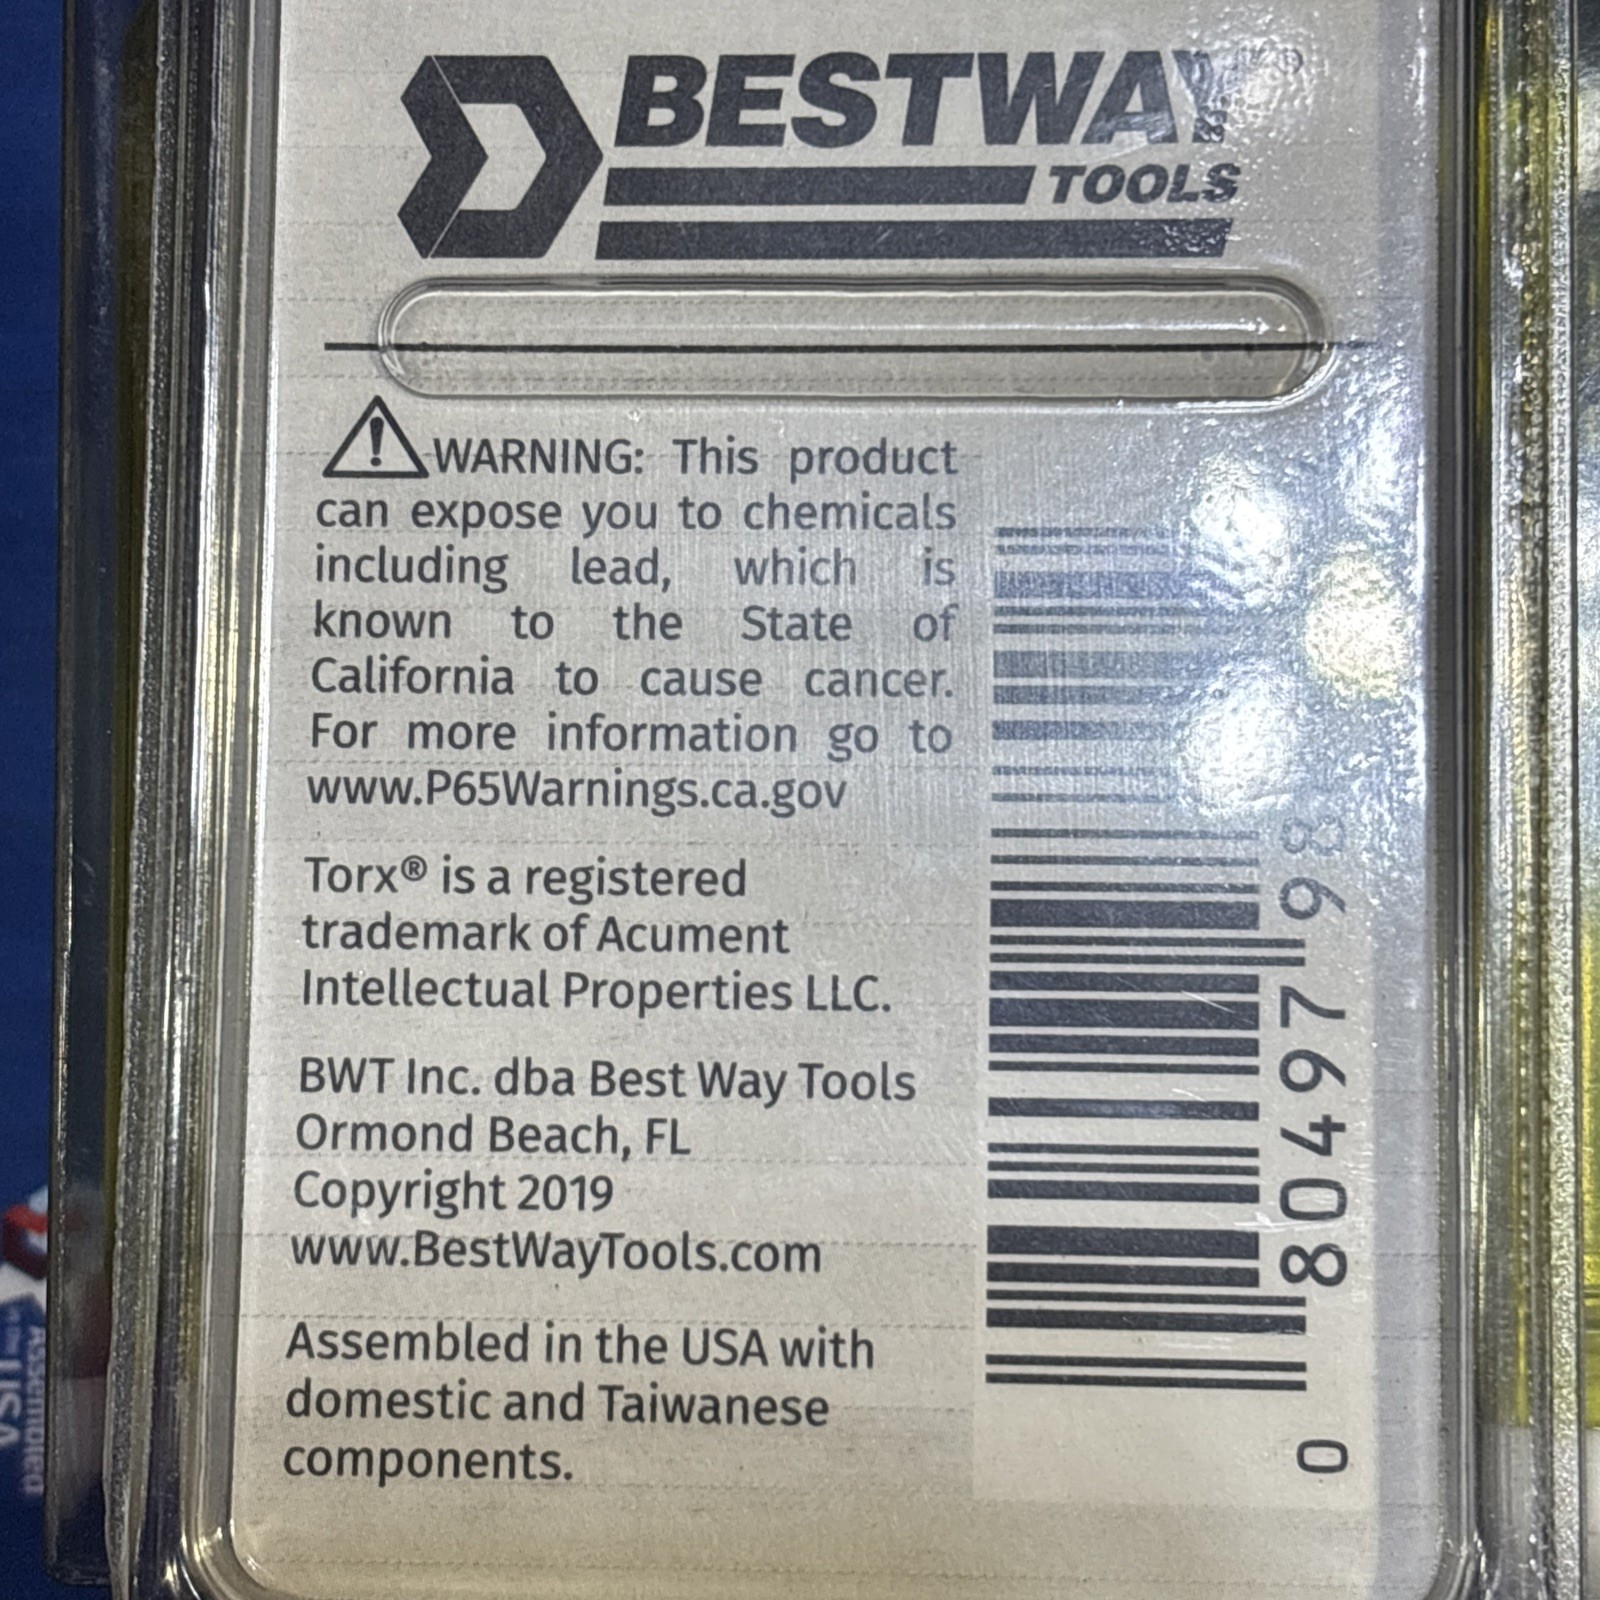 BESTWAY®
TOOLS
WARNING: This product
can expose you to chemicals
including lead, which is
known to the State of
California to cause cancer.
For more information go to
www.P65Warnings.ca.gov
Torx® is a registered
trademark of Acument
Intellectual Properties LLC.
BWT Inc. dba Best Way Tools
Ormond Beach, FL
Copyright 2019
www.BestWayTools.com
Assembled in the USA with
domestic and Taiwanese
components.
0 80497 98
Assembled
USA